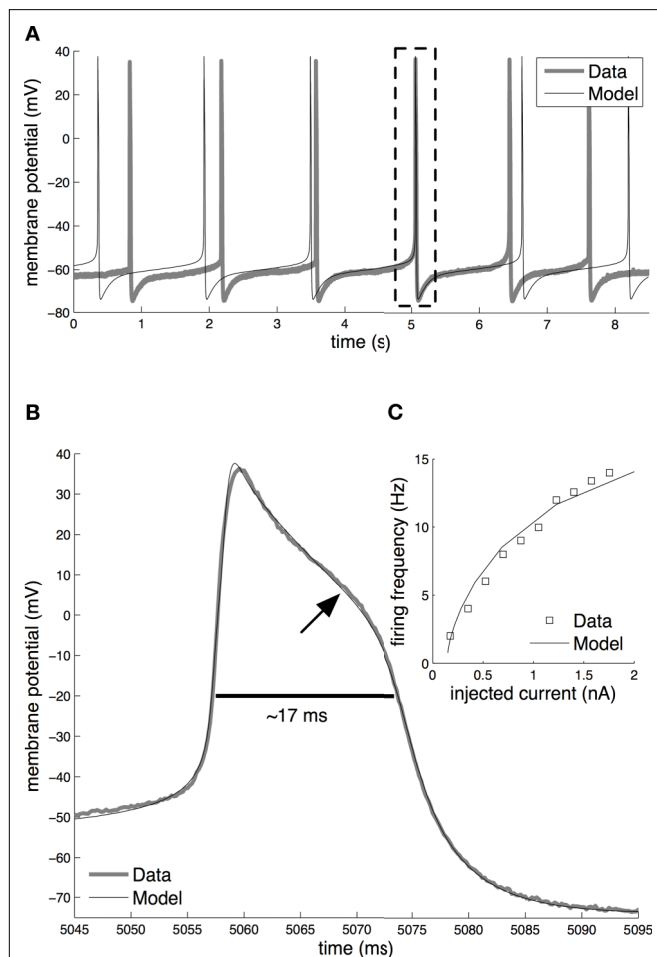 A
40
20
0
−20
−40
−60
−80
membrane potential (mV)
Data
Model
0 1 2 3 4 5 6 7 8
time (s)
B
40
30
20
10
0
−10
−20
−30
−40
−50
−60
−70
membrane potential (mV)
~17 ms
Data
Model
5045 5050 5055 5060 5065 5070 5075 5080 5085 5090 5095
time (ms)
C
15
10
5
0
firing frequency (Hz)
Data
Model
0 0.5 1 1.5 2
injected current (nA)